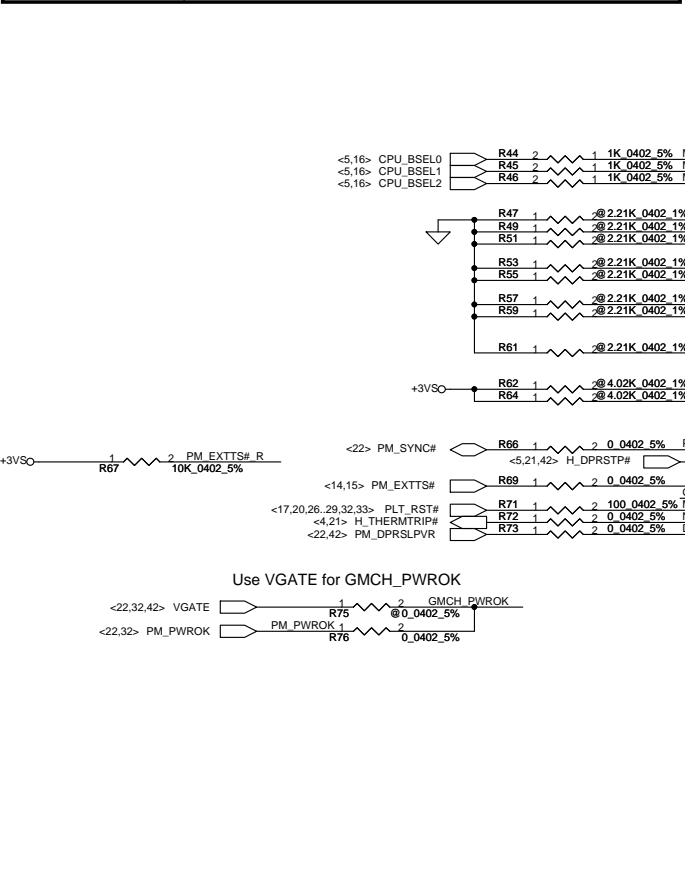 <5,16> CPU_BSEL0 R44 2 1 1K_0402_5%
<5,16> CPU_BSEL1 R45 2 1 1K_0402_5%
<5,16> CPU_BSEL2 R46 2 1 1K_0402_5%
R47 1 2 @ 2.21K_0402_1%
R49 1 2 @ 2.21K_0402_1%
R51 1 2 @ 2.21K_0402_1%
R53 1 2 @ 2.21K_0402_1%
R55 1 2 @ 2.21K_0402_1%
R57 1 2 @ 2.21K_0402_1%
R59 1 2 @ 2.21K_0402_1%
R61 1 2 @ 2.21K_0402_1%
+3VS R62 1 2 @ 4.02K_0402_1%
R64 1 2 @ 4.02K_0402_1%
<22> PM_SYNC# R66 1 2 0_0402_5%
+3VS 1 2 PM_EXTTS#_R
R67 10K_0402_5%
<5,21,42> H_DPRSTP#
<14,15> PM_EXTTS# R69 1 2 0_0402_5%
<17,20,26..29,32,33> PLT_RST# R71 1 2 100_0402_5%
<4,21> H_THERMTRIP# R72 1 2 0_0402_5%
<22,42> PM_DPRSLPVR R73 1 2 0_0402_5%
Use VGATE for GMCH_PWROK
<22,32,42> VGATE 1 2 GMCH_PWROK
R75 @ 0_0402_5%
<22,32> PM_PWROK PM_PWROK 1 2
R76 0_0402_5%